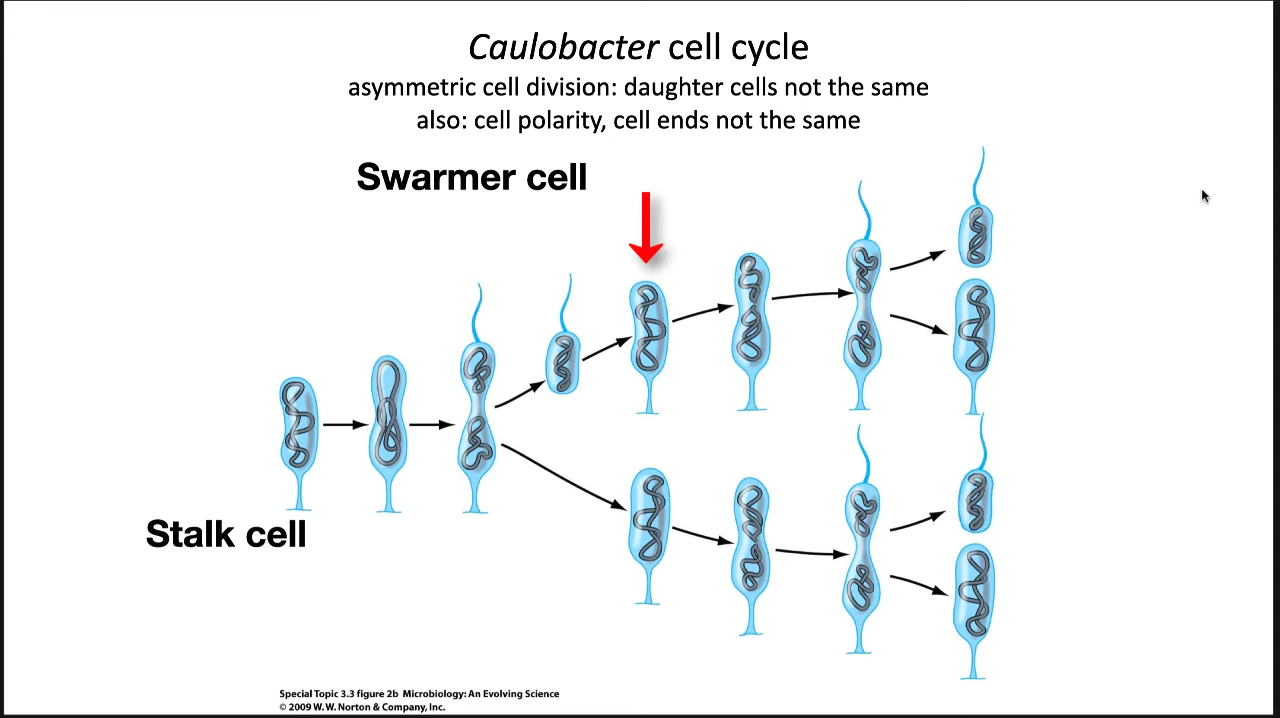 Caulobacter cell cycle
asymmetric cell division: daughter cells not the same
also: cell polarity, cell ends not the same
Swarmer cell
Stalk cell
Special Topic 3.3 figure 2b Microbiology: An Evolving Science
© 2009 W. W. Norton & Company, Inc.